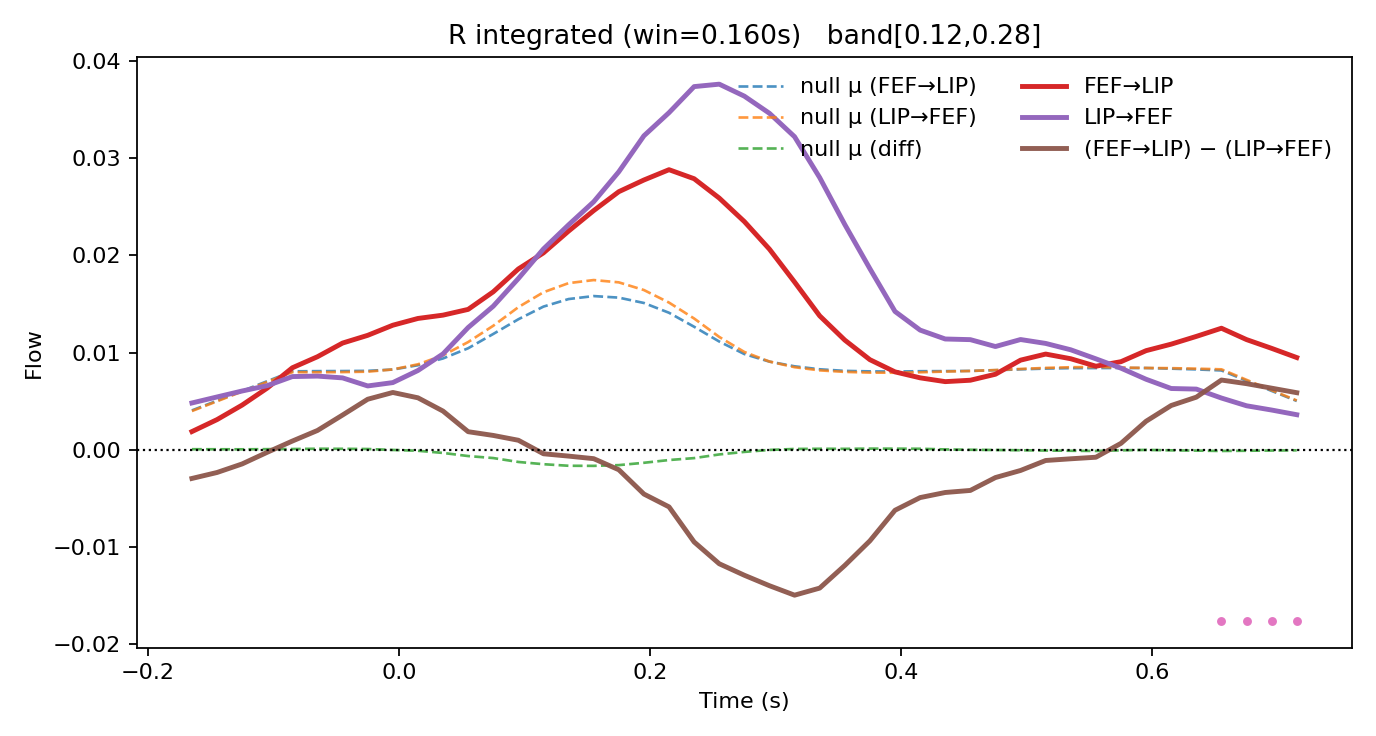 R integrated (win=0.160s)   band[0.12,0.28]
null μ (FEF→LIP)
null μ (LIP→FEF)
null μ (diff)
FEF→LIP
LIP→FEF
(FEF→LIP) − (LIP→FEF)
Flow
0.04
0.03
0.02
0.01
0.00
−0.01
−0.02
−0.2
0.0
0.2
0.4
0.6
Time (s)